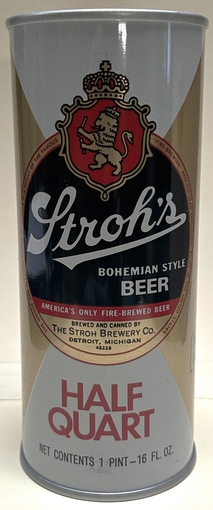 Stroh's
BOHEMIAN STYLE
BEER
AMERICA'S ONLY FIRE-BREWED BEER
BREWED AND CANNED BY
THE STROH BREWERY CO.
DETROIT, MICHIGAN
48226
HALF
QUART
NET CONTENTS 1 PINT-16 FL. OZ.